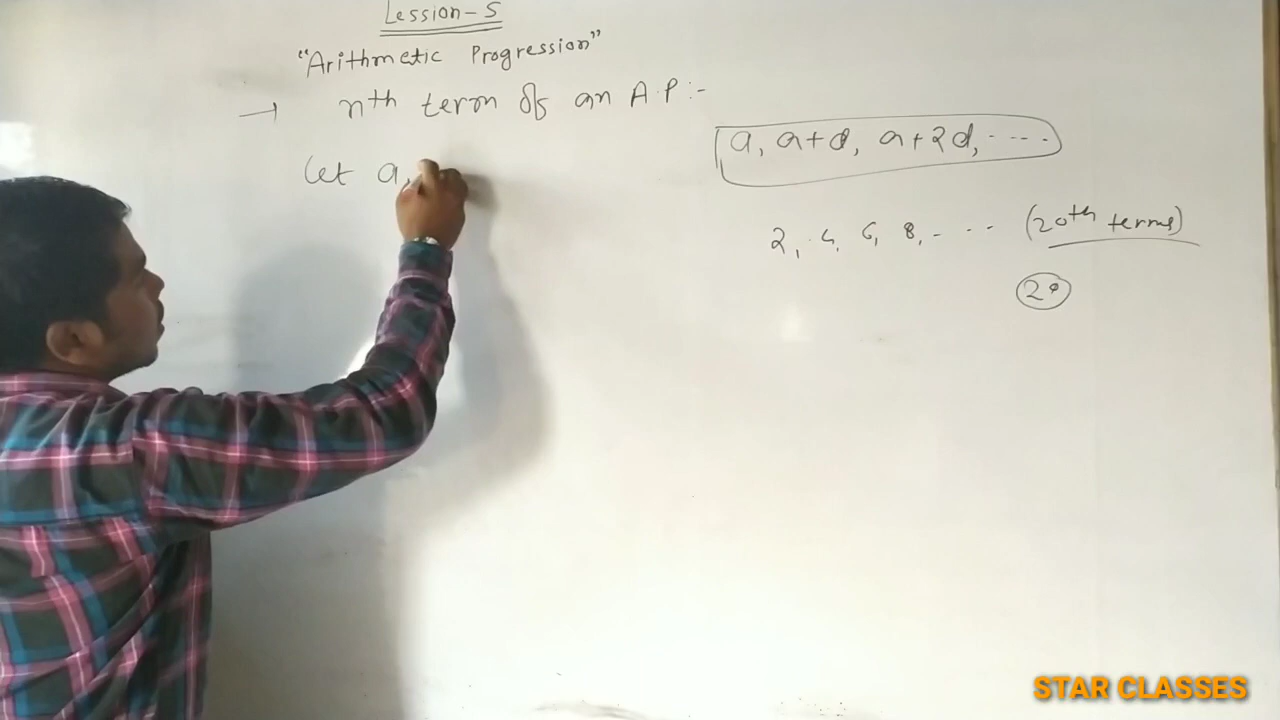 Lession-5
"Arithmetic Progression"
→ nth term of an A.P:-
a, a+d, a+2d, ----
Let a,
2, 4, 6, 8, - -- (20th terms)
20
STAR CLASSES